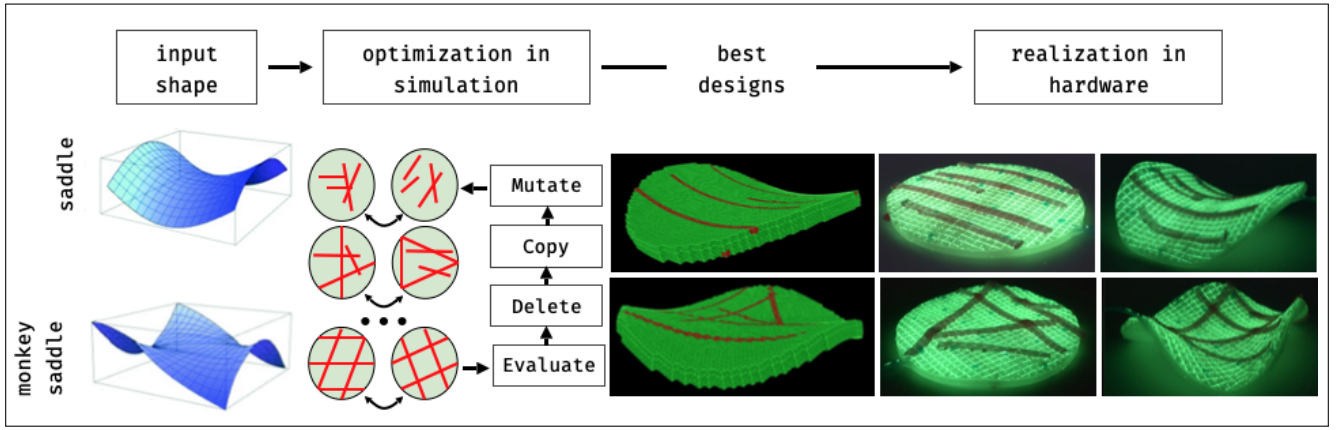 input
shape
optimization in
simulation
best
designs
realization in
hardware
saddle
Mutate
Copy
Delete
Evaluate
monkey
saddle